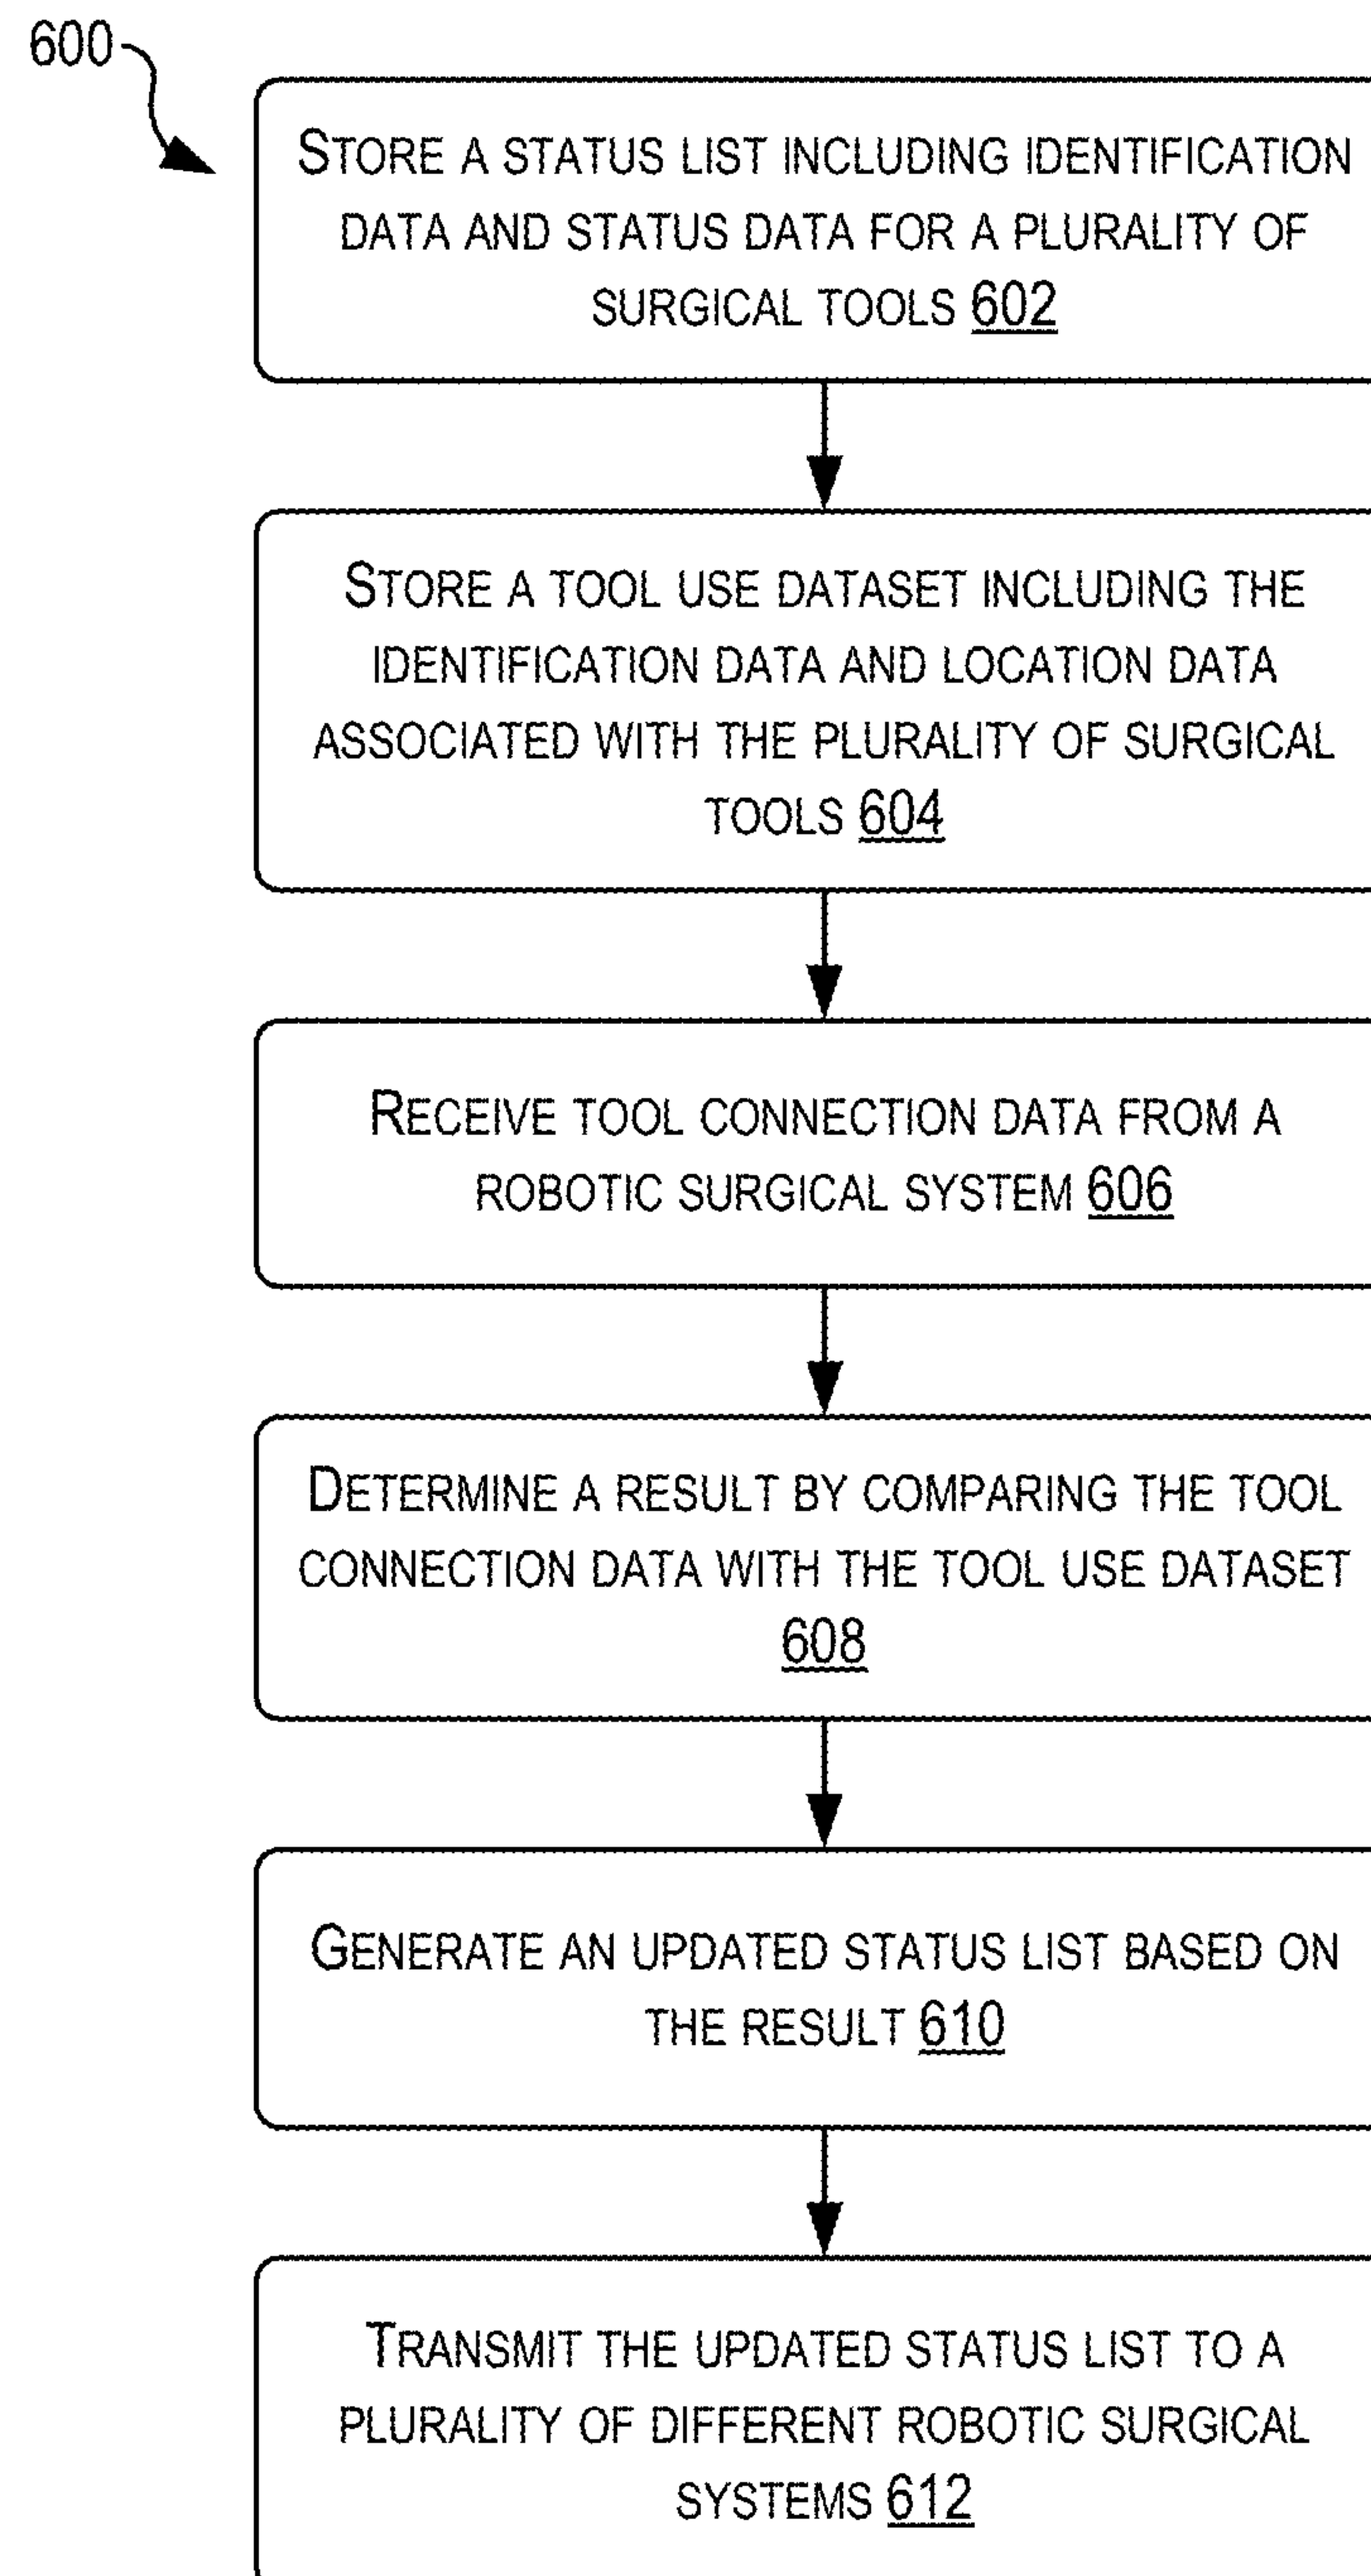 600
STORE A STATUS LIST INCLUDING IDENTIFICATION
DATA AND STATUS DATA FOR A PLURALITY OF
SURGICAL TOOLS 602
STORE A TOOL USE DATASET INCLUDING THE
IDENTIFICATION DATA AND LOCATION DATA
ASSOCIATED WITH THE PLURALITY OF SURGICAL
TOOLS 604
RECEIVE TOOL CONNECTION DATA FROM A
ROBOTIC SURGICAL SYSTEM 606
DETERMINE A RESULT BY COMPARING THE TOOL
CONNECTION DATA WITH THE TOOL USE DATASET
608
GENERATE AN UPDATED STATUS LIST BASED ON
THE RESULT 610
TRANSMIT THE UPDATED STATUS LIST TO A
PLURALITY OF DIFFERENT ROBOTIC SURGICAL
SYSTEMS 612